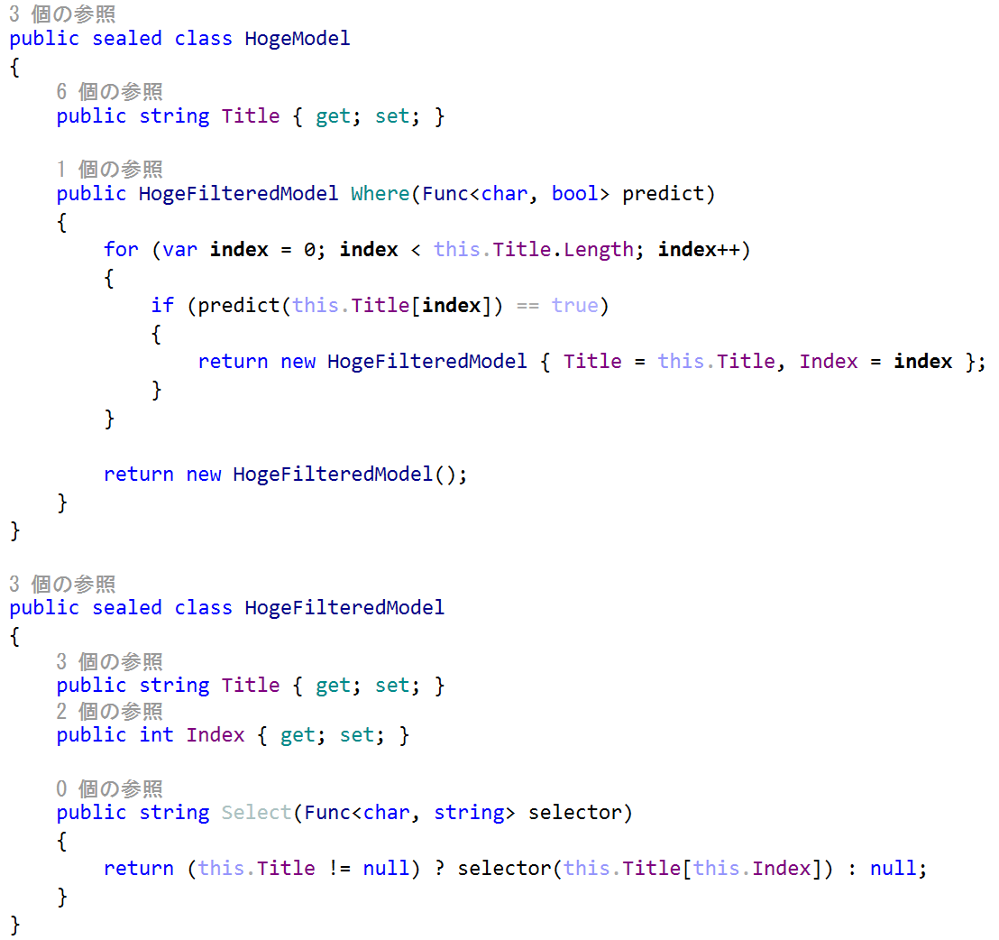 3 個の参照
public sealed class HogeModel
{
6 個の参照
public string Title { get; set; }
1 個の参照
public HogeFilteredModel Where(Func<char, bool> predict)
{
for (var index = 0; index < this.Title.Length; index++)
{
if (predict(this.Title[index]) == true)
{
return new HogeFilteredModel { Title = this.Title, Index = index };
}
}
return new HogeFilteredModel();
}
}
3 個の参照
public sealed class HogeFilteredModel
{
3 個の参照
public string Title { get; set; }
2 個の参照
public int Index { get; set; }
0 個の参照
public string Select(Func<char, string> selector)
{
return (this.Title != null) ? selector(this.Title[this.Index]) : null;
}
}